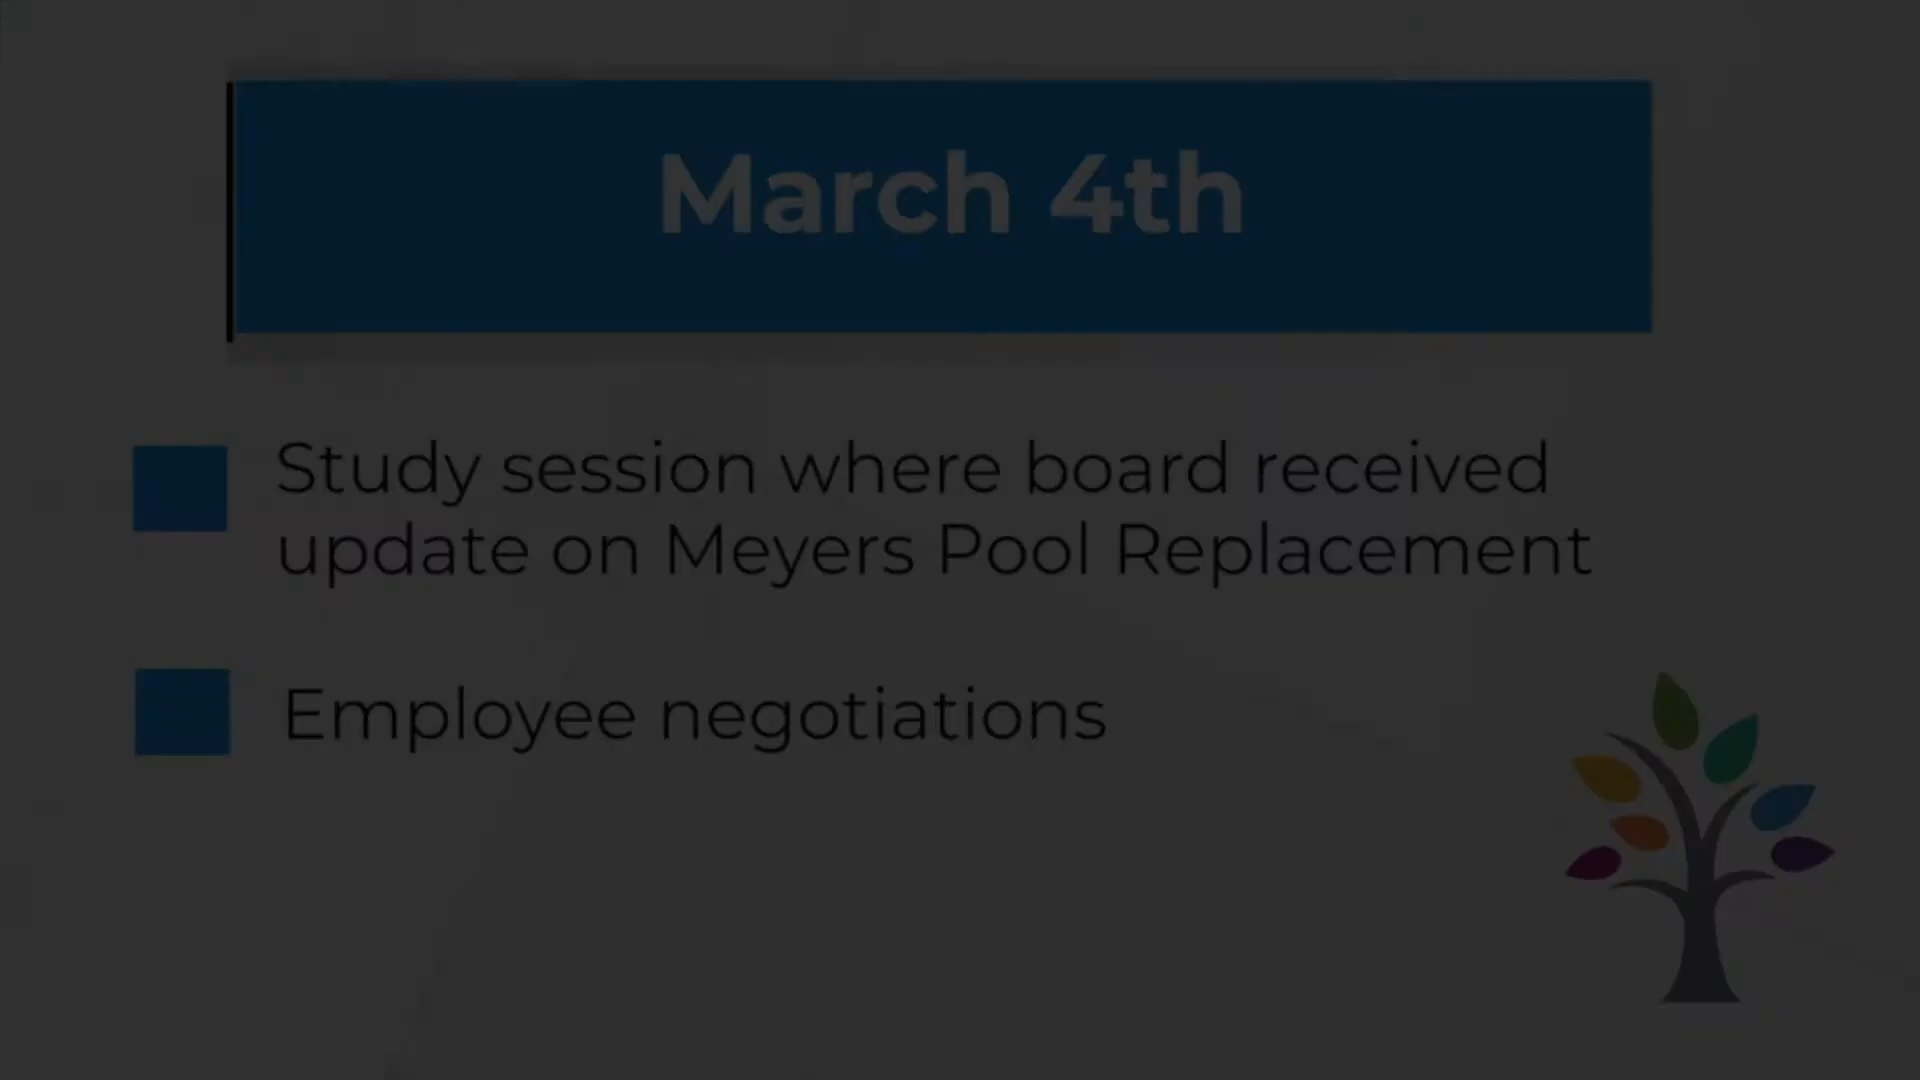 March 4th
Study session where board received
update on Meyers Pool Replacement
Employee negotiations